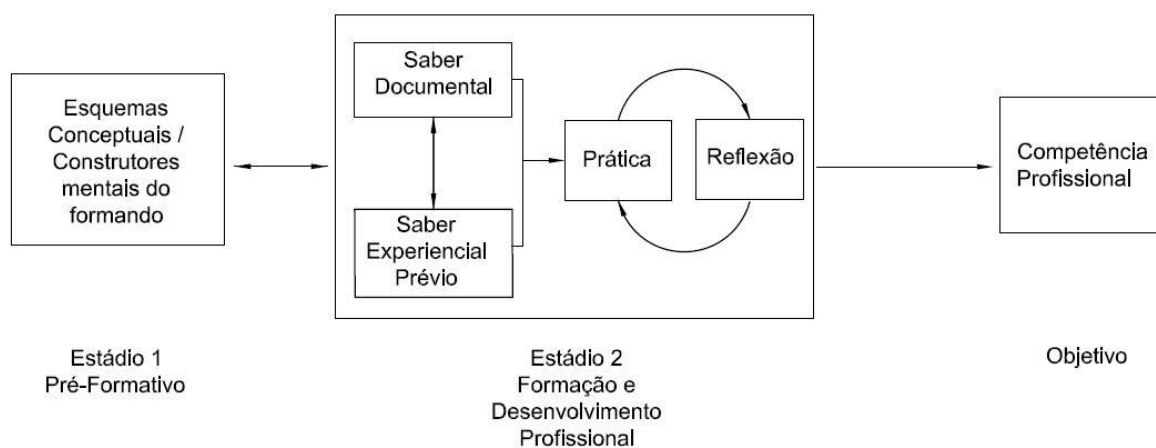 Esquemas
Conceptuais /
Construtores
mentais do
formando
Saber
Documental
Saber
Experiencial
Prévio
Prática
Reflexão
Competência
Profissional
Estádio 1
Pré-Formativo
Estádio 2
Formação e
Desenvolvimento
Profissional
Objetivo